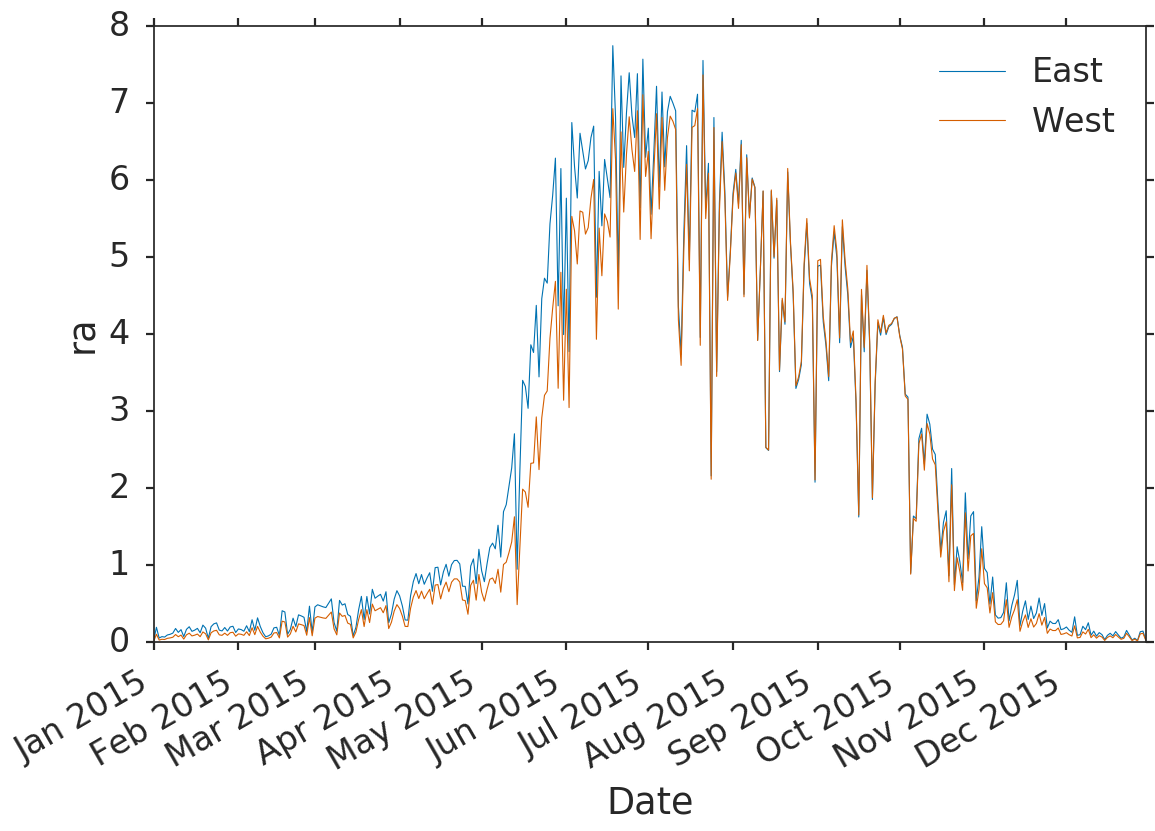 8
7
6
5
4
3
2
1
0
ra
East
West
Jan 2015
Feb 2015
Mar 2015
Apr 2015
May 2015
Jun 2015
Jul 2015
Aug 2015
Sep 2015
Oct 2015
Nov 2015
Dec 2015
Date